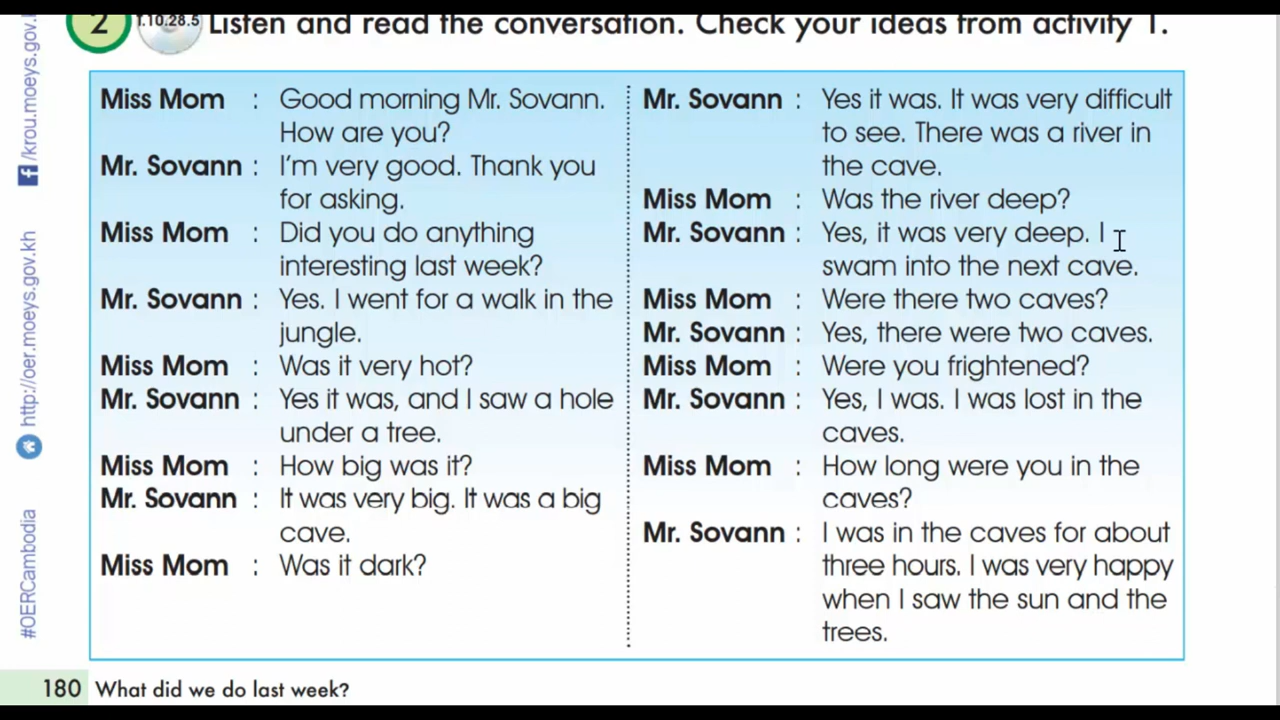 2 T.10.28.5 Listen and read the conversation. Check your ideas from activity 1.
Miss Mom : Good morning Mr. Sovann.
How are you?
Mr. Sovann : I'm very good. Thank you
for asking.
Miss Mom : Did you do anything
interesting last week?
Mr. Sovann : Yes. I went for a walk in the
jungle.
Miss Mom : Was it very hot?
Mr. Sovann : Yes it was, and I saw a hole
under a tree.
Miss Mom : How big was it?
Mr. Sovann : It was very big. It was a big
cave.
Miss Mom : Was it dark?
Mr. Sovann : Yes it was. It was very difficult
to see. There was a river in
the cave.
Miss Mom : Was the river deep?
Mr. Sovann : Yes, it was very deep. I
swam into the next cave.
Miss Mom : Were there two caves?
Mr. Sovann : Yes, there were two caves.
Miss Mom : Were you frightened?
Mr. Sovann : Yes, I was. I was lost in the
caves.
Miss Mom : How long were you in the
caves?
Mr. Sovann : I was in the caves for about
three hours. I was very happy
when I saw the sun and the
trees.
180 What did we do last week?
#OERCambodia http://oer.moeys.gov.kh f /krou.moeys.gov.k